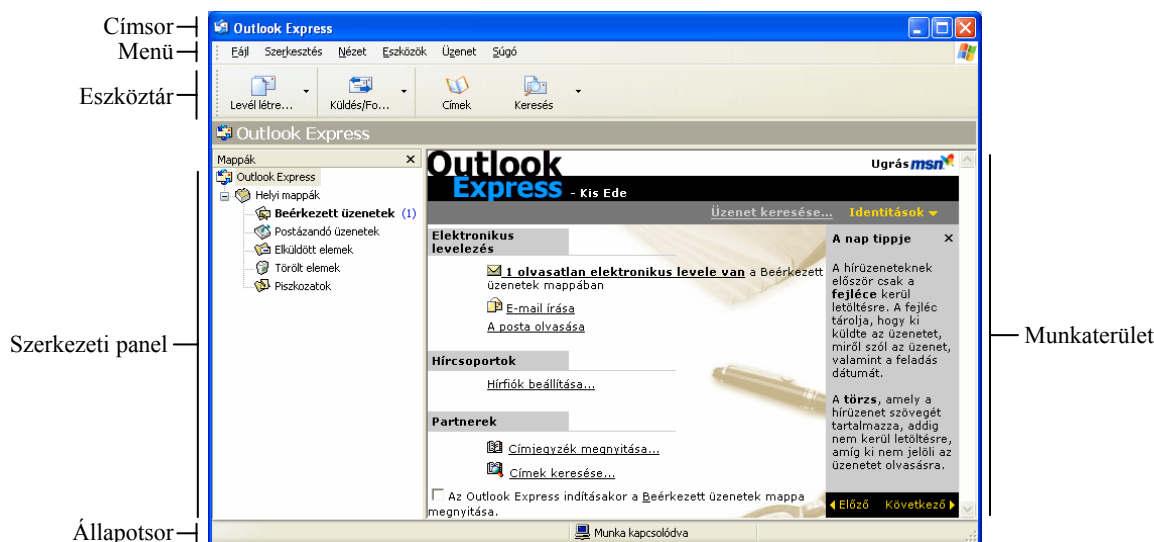 Címsor
Outlook Express
Menü
Fájl Szerkesztés Nézet Eszközök Üzenet Súgó
Eszköztár
Levél létre... Küldés/Fo... Címek Keresés
Outlook Express
Szerkezeti panel
Mappák
Outlook Express
Helyi mappák
Beérkezett üzenetek (1)
Postázandó üzenetek
Elküldött elemek
Törölt elemek
Piszkozatok
Munkaterület
Outlook
Express - Kis Ede
Ugrás msn
Üzenet keresése... Identitások
Elektronikus
levelezés
1 olvasatlan elektronikus levele van a Beérkezett
üzenetek mappában
E-mail írása
A posta olvasása
Hírcsoportok
Hírfiók beállítása...
Partnerek
Címjegyzék megnyitása...
Címek keresése...
Az Outlook Express indításakor a Beérkezett üzenetek mappa
megnyitása.
A nap tippje
A hírüzeneteknek
először csak a
fejléce kerül
letöltésre. A fejléc
tárolja, hogy ki
küldte az üzenetet,
miről szól az üzenet,
valamint a feladás
dátumát.
A törzs, amely a
hírüzenet szövegét
tartalmazza, addig
nem kerül letöltésre,
amíg ki nem jelöli az
üzenetet olvasásra.
Előző Következő
Állapotsor
Munka kapcsolódva